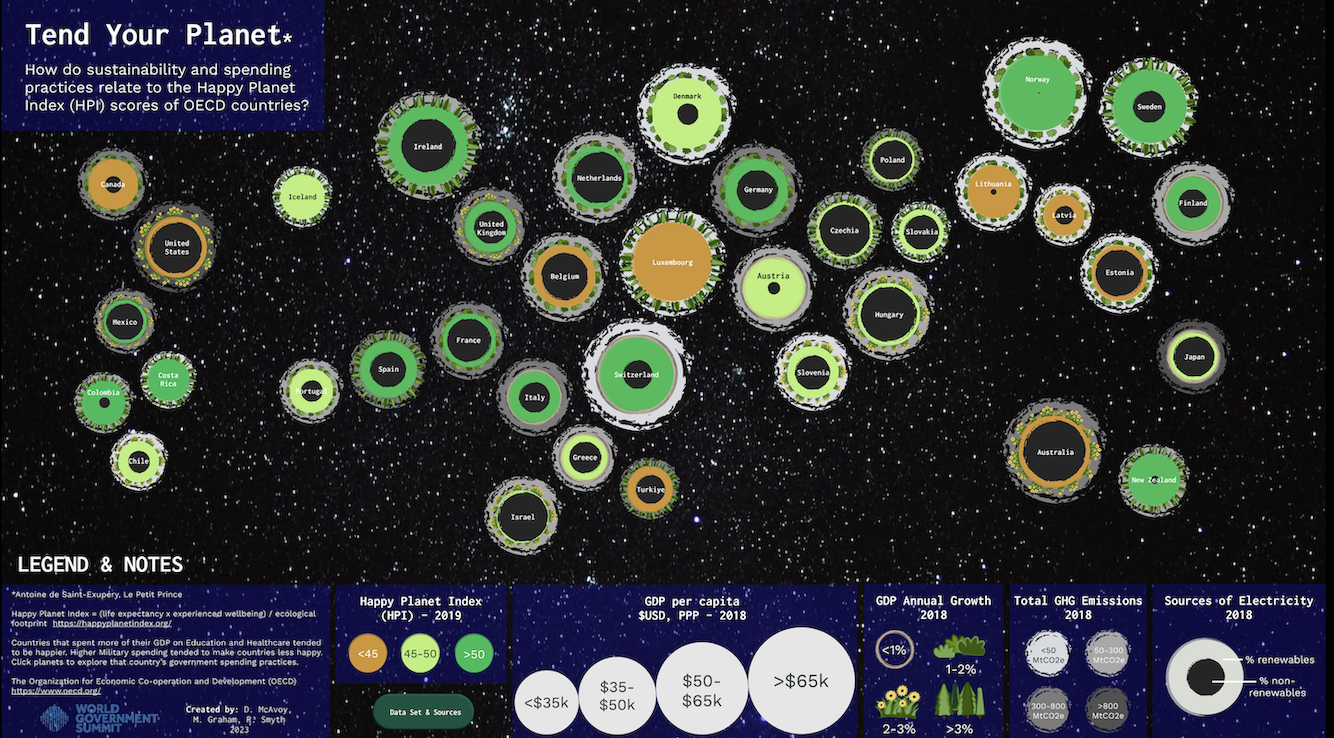 Tend Your Planet*
How do sustainability and spending
practices relate to the Happy Planet
Index (HPI) scores of OECD countries?
Norway
Denmark
Sweden
Ireland
Poland
Netherlands
Canada
Germany
Lithuania
Iceland
Finland
Latvia
United
Kingdom
Czechia
Slovakia
United
States
Luxembourg
Belgium
Austria
Estonia
Hungary
Mexico
France
Japan
Spain
Switzerland
Slovenia
Costa
Rica
Colombia
Portugal
Italy
Australia
Greece
Chile
New Zealand
Turkiye
Israel
LEGEND & NOTES
*Antoine de Saint-Exupéry, Le Petit Prince
Happy Planet Index = (life expectancy x experienced wellbeing) / ecological
footprint https://happyplanetindex.org/
Countries that spent more of their GDP on Education and Healthcare tended
to be happier. Higher Military spending tended to make countries less happy.
Click planets to explore that country's government spending practices.
The Organization for Economic Co-operation and Development (OECD)
https://www.oecd.org/
WORLD
GOVERNMENT
SUMMIT
Created by: D. McAvoy,
M. Graham, R. Smyth
2023
Happy Planet Index
(HPI) - 2019
<45
45-50
>50
Data Set & Sources
GDP per capita
$USD, PPP - 2018
<$35k
$35-
$50k
$50-
$65k
>$65k
GDP Annual Growth
2018
<1%
1-2%
2-3%
>3%
Total GHG Emissions
2018
<50
MtCO2e
50-300
MtCO2e
300-800
MtCO2e
>800
MtCO2e
Sources of Electricity
2018
% renewables
% non-
renewables